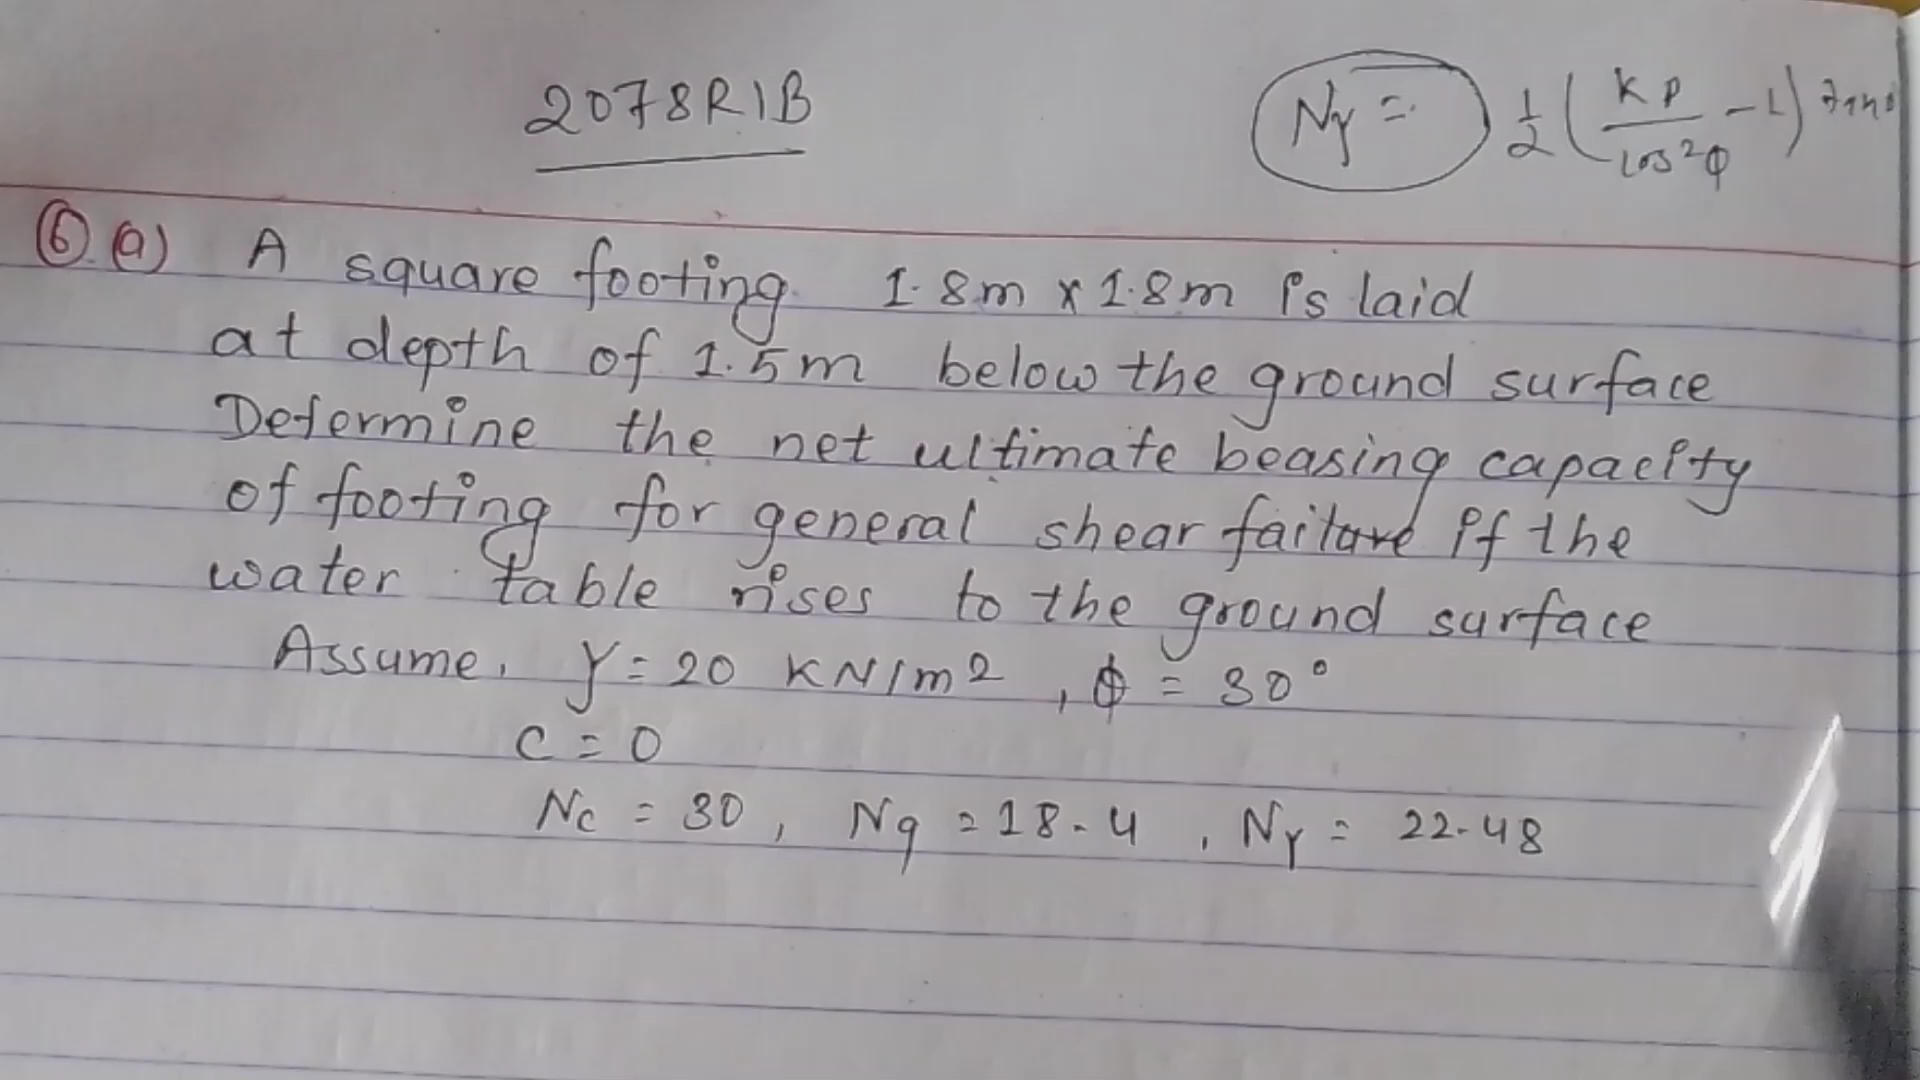 2078RIB
Nγ = 1/2 (KP/cos²φ - 1)
⑥.(a) A square footing 1.8m x 1.8m is laid
at depth of 1.5m below the ground surface
Determine the net ultimate beasing capacity
of footing for general shear failure if the
water table rises to the ground surface
Assume, γ = 20 KN/m2 , φ = 30°
C = 0
Nc = 30 , Nq = 18.4 , Nγ = 22.48